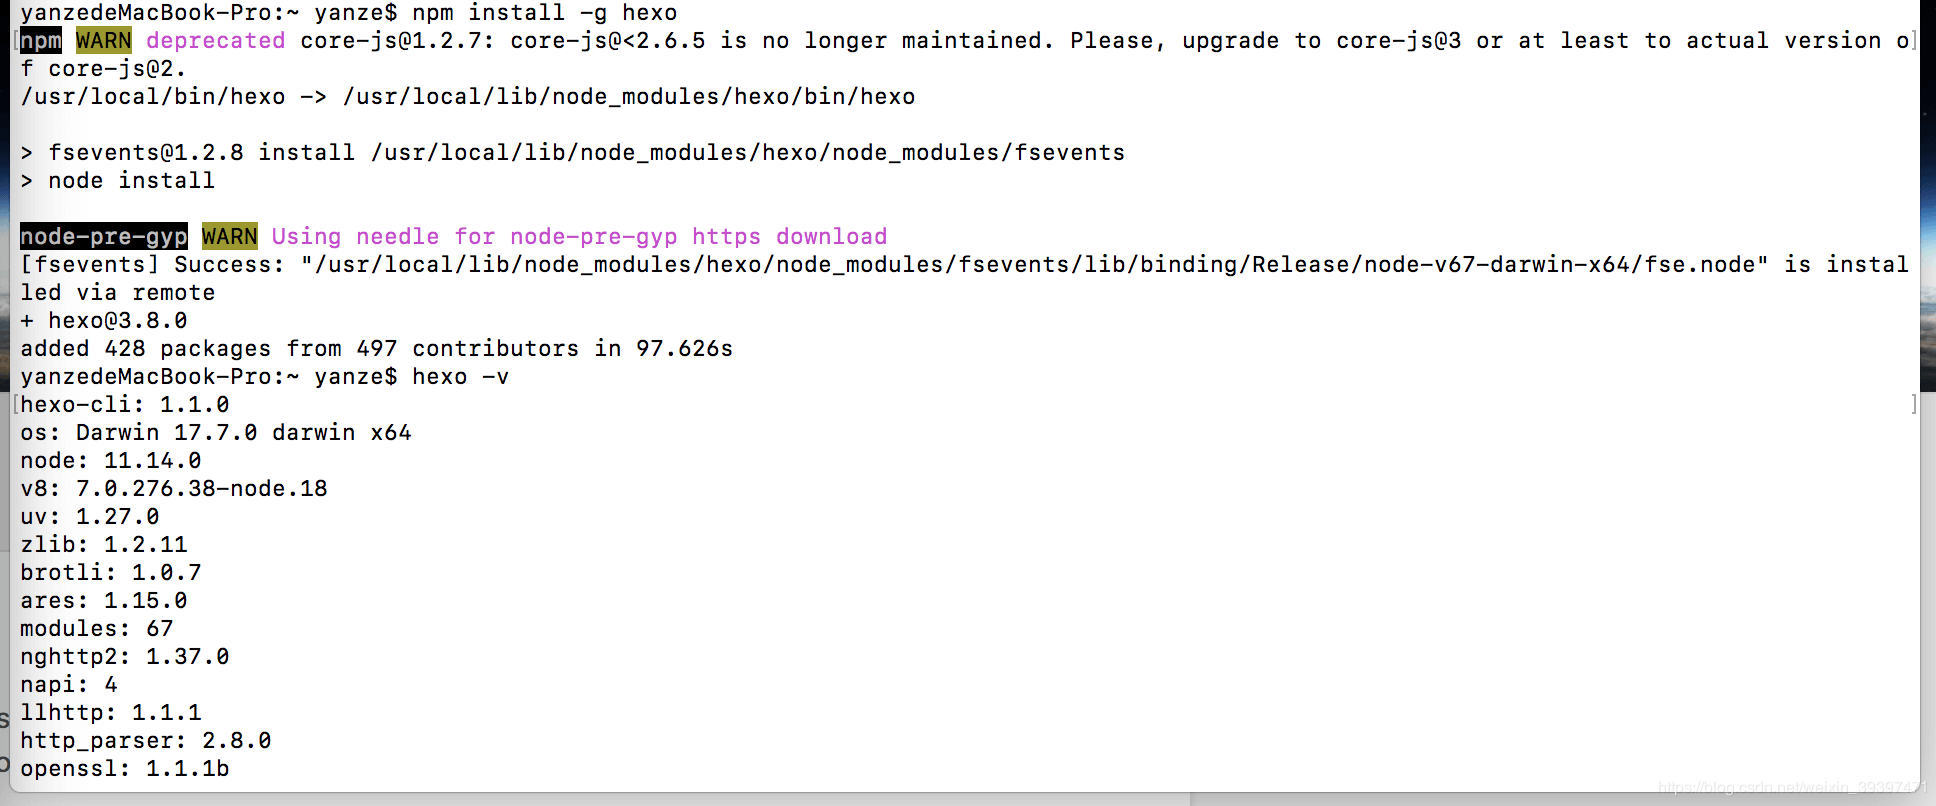 yanzedeMacBook-Pro:~ yanze$ npm install -g hexo
[npm WARN deprecated core-js@1.2.7: core-js@<2.6.5 is no longer maintained. Please, upgrade to core-js@3 or at least to actual version o]
f core-js@2.
/usr/local/bin/hexo -> /usr/local/lib/node_modules/hexo/bin/hexo
> fsevents@1.2.8 install /usr/local/lib/node_modules/hexo/node_modules/fsevents
> node install
node-pre-gyp WARN Using needle for node-pre-gyp https download
[fsevents] Success: "/usr/local/lib/node_modules/hexo/node_modules/fsevents/lib/binding/Release/node-v67-darwin-x64/fse.node" is instal
led via remote
+ hexo@3.8.0
added 428 packages from 497 contributors in 97.626s
yanzedeMacBook-Pro:~ yanze$ hexo -v
[hexo-cli: 1.1.0 ]
os: Darwin 17.7.0 darwin x64
node: 11.14.0
v8: 7.0.276.38-node.18
uv: 1.27.0
zlib: 1.2.11
brotli: 1.0.7
ares: 1.15.0
modules: 67
nghttp2: 1.37.0
napi: 4
llhttp: 1.1.1
http_parser: 2.8.0
openssl: 1.1.1b
https://blog.csdn.net/weixin_39397471